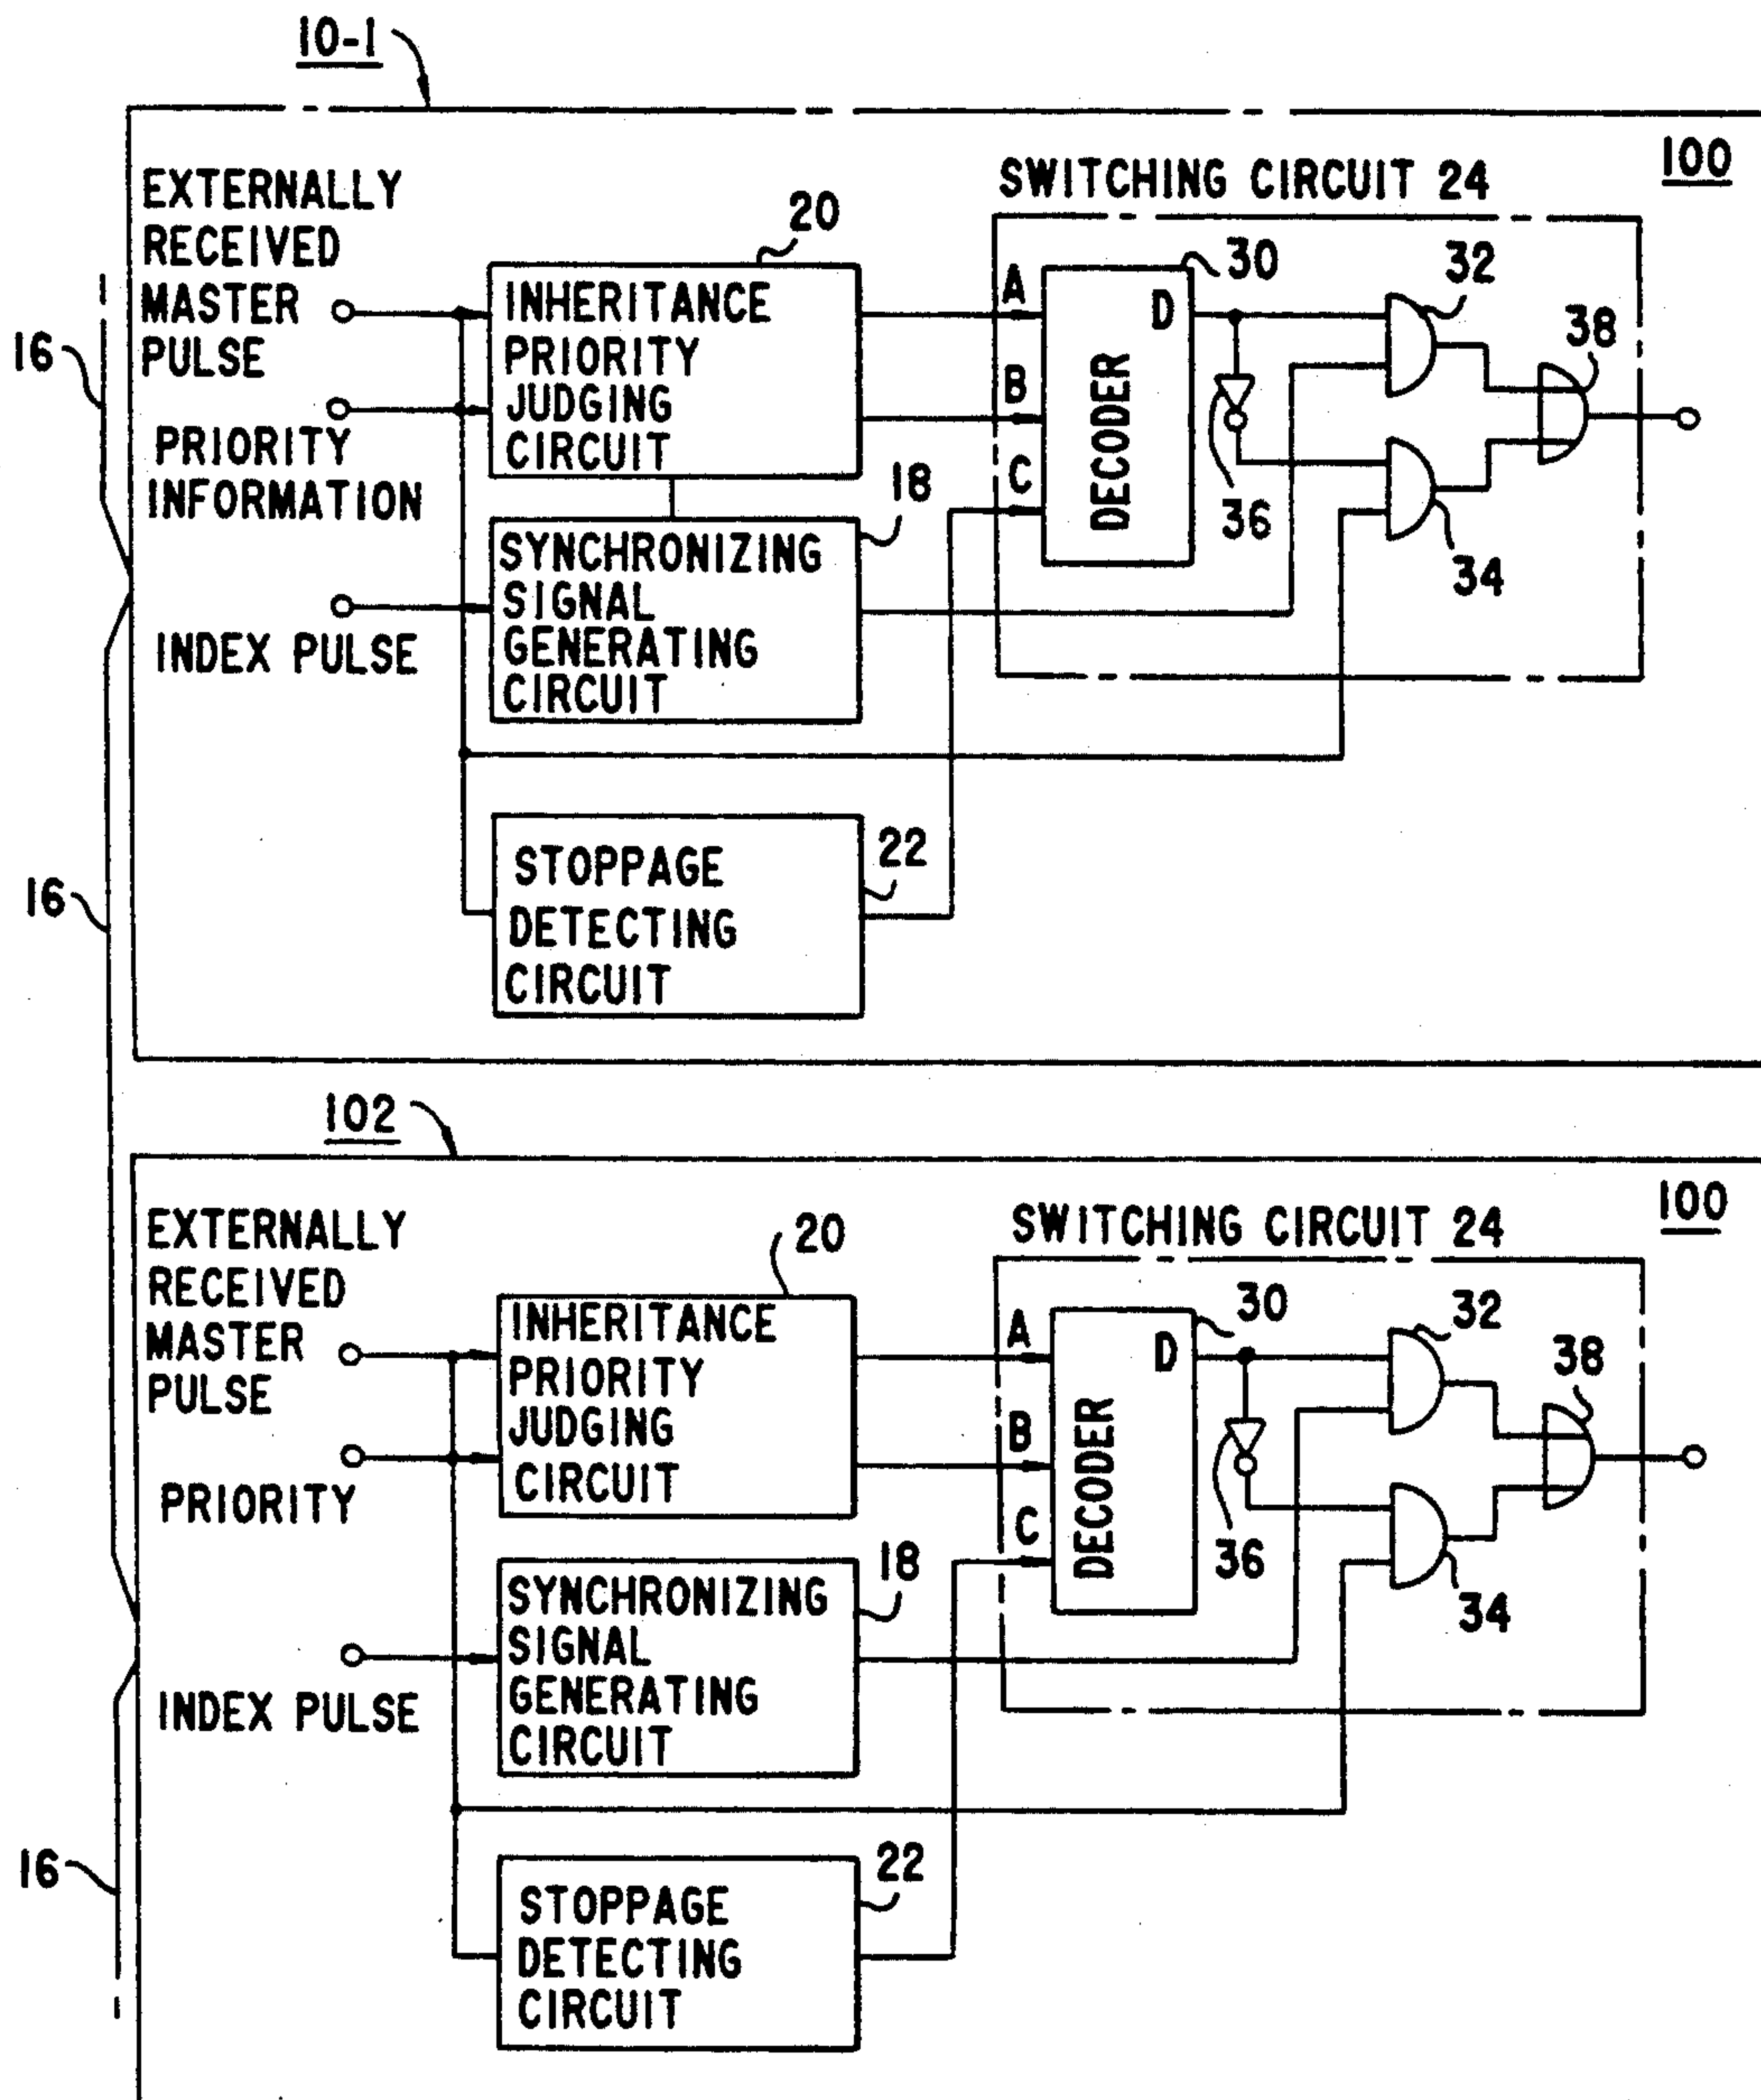 10-1
100
EXTERNALLY
RECEIVED
MASTER
PULSE
PRIORITY
INFORMATION
INDEX PULSE
16
16
20
INHERITANCE
PRIORITY
JUDGING
CIRCUIT
18
SYNCHRONIZING
SIGNAL
GENERATING
CIRCUIT
22
STOPPAGE
DETECTING
CIRCUIT
SWITCHING CIRCUIT 24
A
B
C
D
DECODER
30
32
36
34
38
102
100
EXTERNALLY
RECEIVED
MASTER
PULSE
PRIORITY
INDEX PULSE
16
20
INHERITANCE
PRIORITY
JUDGING
CIRCUIT
18
SYNCHRONIZING
SIGNAL
GENERATING
CIRCUIT
22
STOPPAGE
DETECTING
CIRCUIT
SWITCHING CIRCUIT 24
A
B
C
D
DECODER
30
32
36
34
38